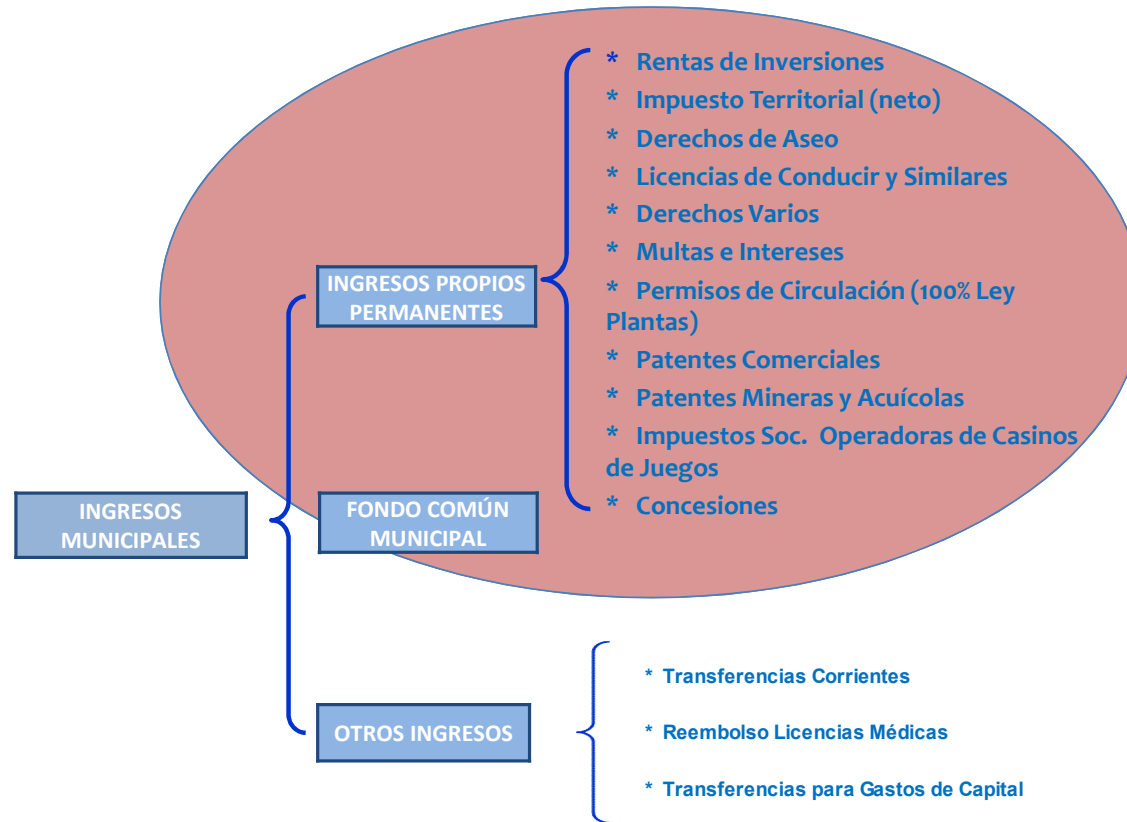 INGRESOS
MUNICIPALES
INGRESOS PROPIOS
PERMANENTES
* Rentas de Inversiones
* Impuesto Territorial (neto)
* Derechos de Aseo
* Licencias de Conducir y Similares
* Derechos Varios
* Multas e Intereses
* Permisos de Circulación (100% Ley
Plantas)
* Patentes Comerciales
* Patentes Mineras y Acuícolas
* Impuestos Soc. Operadoras de Casinos
de Juegos
* Concesiones
FONDO COMÚN
MUNICIPAL
OTROS INGRESOS
* Transferencias Corrientes
* Reembolso Licencias Médicas
* Transferencias para Gastos de Capital